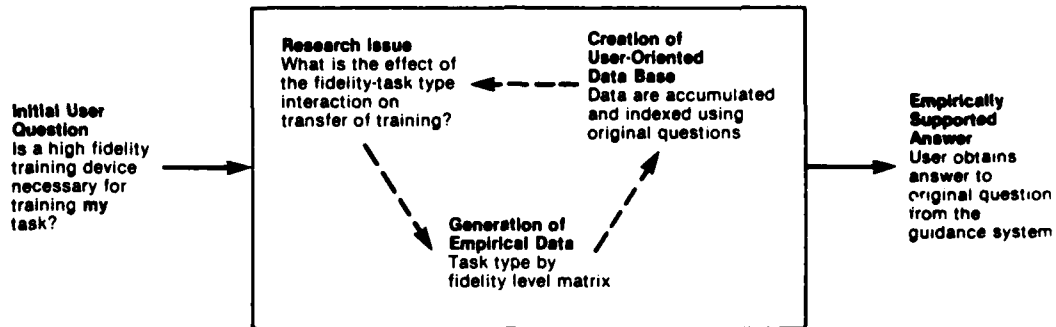 Initial User
Question
Is a high fidelity
training device
necessary for
training my
task?
Research Issue
What is the effect of
the fidelity-task type
interaction on
transfer of training?
Creation of
User-Oriented
Data Base
Data are accumulated
and indexed using
original questions
Generation of
Empirical Data
Task type by
fidelity level matrix
Empirically
Supported
Answer
User obtains
answer to
original question
from the
guidance system